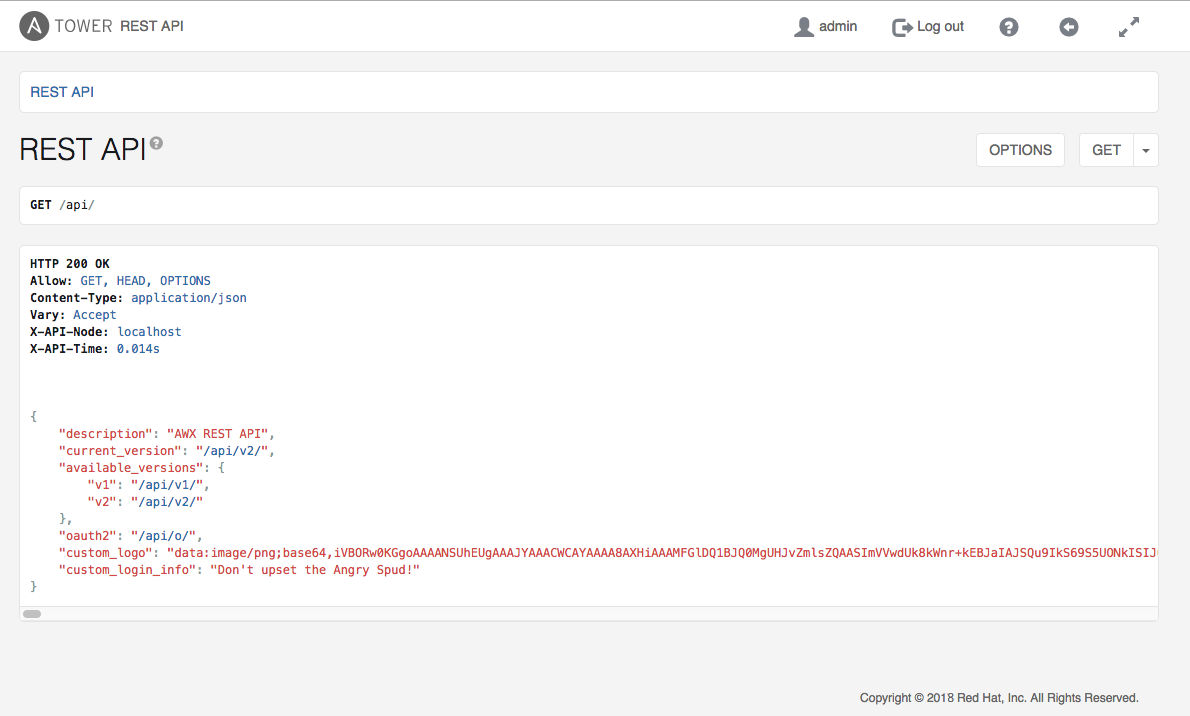 TOWER REST API admin Log out
REST API
REST API
OPTIONS GET
GET /api/
HTTP 200 OK
Allow: GET, HEAD, OPTIONS
Content-Type: application/json
Vary: Accept
X-API-Node: localhost
X-API-Time: 0.014s
{
"description": "AWX REST API",
"current_version": "/api/v2/",
"available_versions": {
"v1": "/api/v1/",
"v2": "/api/v2/"
},
"oauth2": "/api/o/",
"custom_logo": "data:image/png;base64,iVBORw0KGgoAAAANSUhEUgAAAJYAAACWCAYAAAA8AXHiAAAMFGlDQ1BJQ0MgUHJvZmlsZQAASImVVwdUk8kWnr+kEBJaIAJSQu9IkS69S5UONkISIJ
"custom_login_info": "Don't upset the Angry Spud!"
}
Copyright © 2018 Red Hat, Inc. All Rights Reserved.